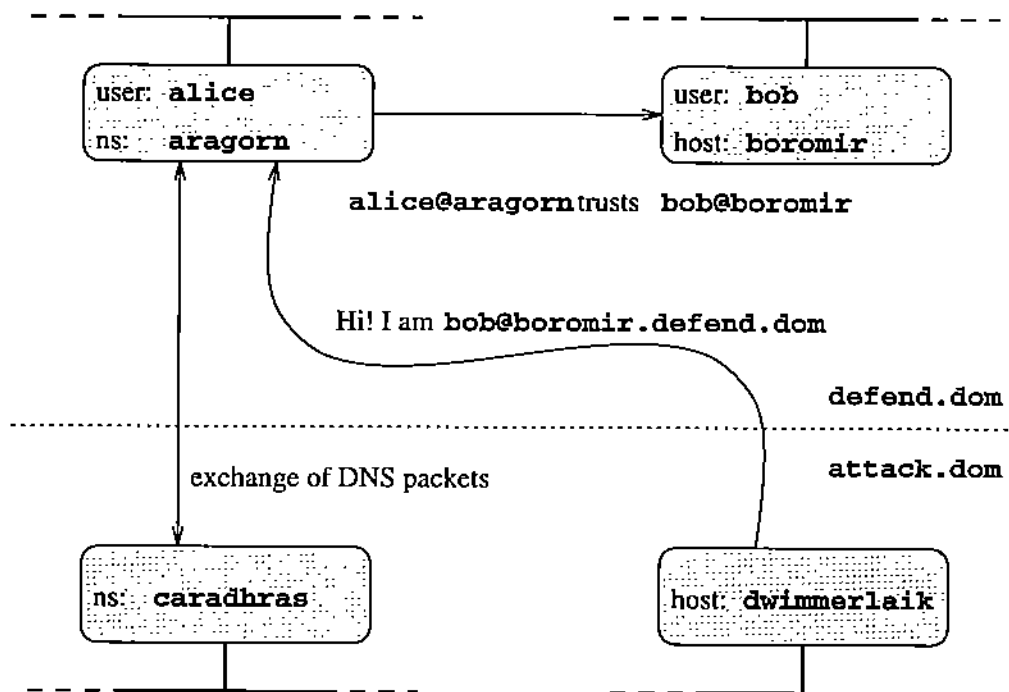 user: alice
ns: aragorn
user: bob
host: boromir
alice@aragorn trusts bob@boromir
Hi! I am bob@boromir.defend.dom
defend.dom
attack.dom
exchange of DNS packets
ns: caradhras
host: dwimmerlaik